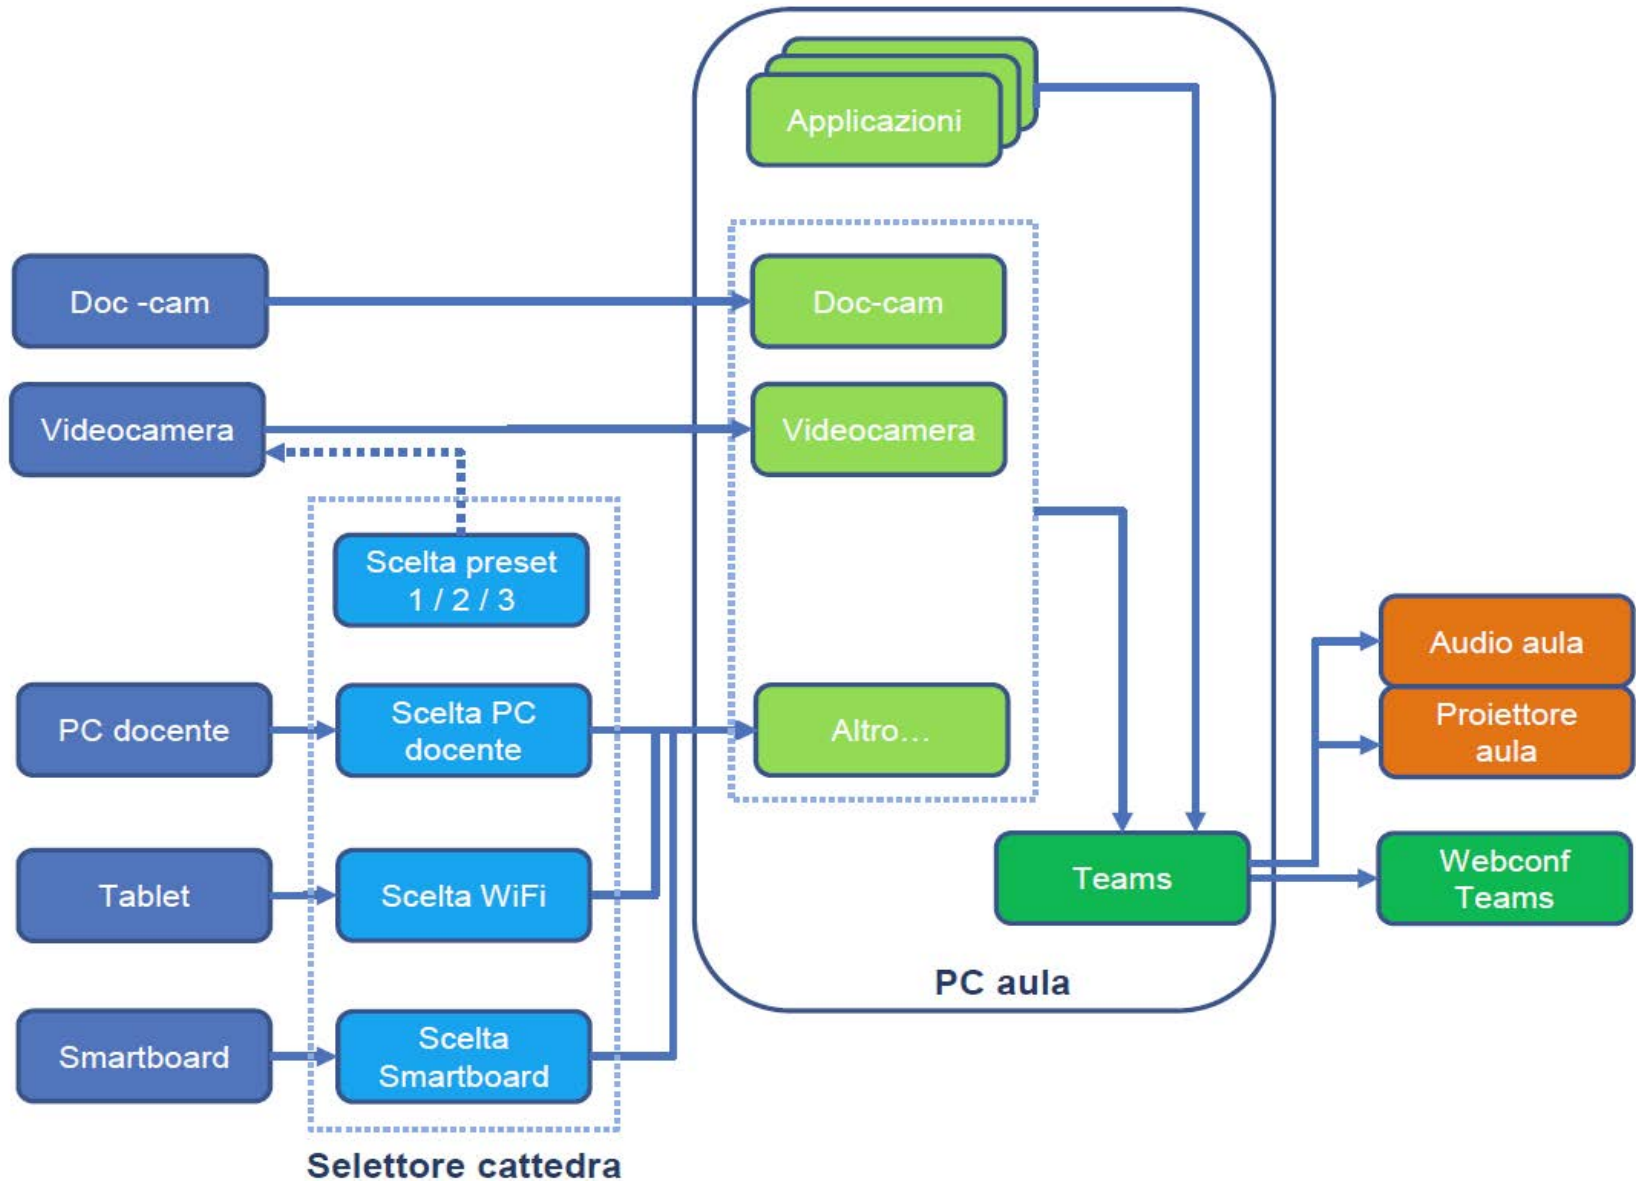 Applicazioni
Doc -cam
Doc-cam
Videocamera
Videocamera
Scelta preset
1 / 2 / 3
PC docente
Scelta PC
docente
Altro...
Audio aula
Proiettore
aula
Tablet
Scelta WiFi
Teams
Webconf
Teams
PC aula
Smartboard
Scelta
Smartboard
Selettore cattedra